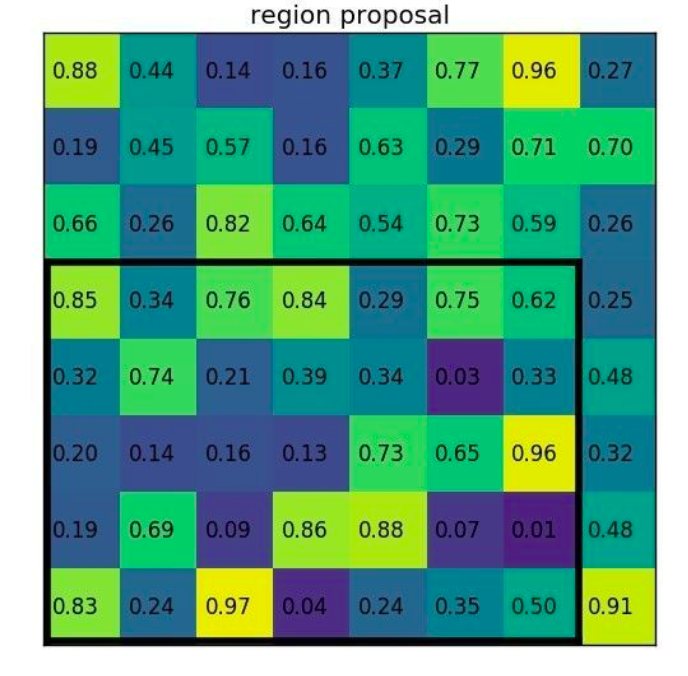 region proposal
0.88 0.44 0.14 0.16 0.37 0.77 0.96 0.27
0.19 0.45 0.57 0.16 0.63 0.29 0.71 0.70
0.66 0.26 0.82 0.64 0.54 0.73 0.59 0.26
0.85 0.34 0.76 0.84 0.29 0.75 0.62 0.25
0.32 0.74 0.21 0.39 0.34 0.03 0.33 0.48
0.20 0.14 0.16 0.13 0.73 0.65 0.96 0.32
0.19 0.69 0.09 0.86 0.88 0.07 0.01 0.48
0.83 0.24 0.97 0.04 0.24 0.35 0.50 0.91